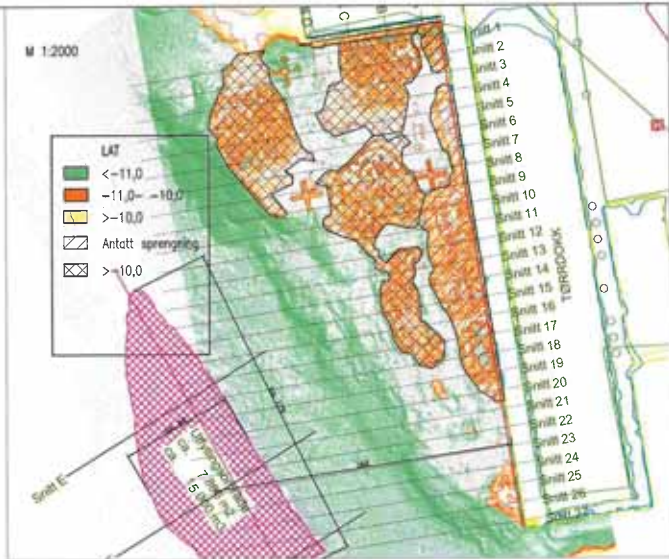 M 1:2000
LAT
<-11,0
-11,0- -10,0
>-10,0
Antatt sprengning
>-10,0
C
Snitt 1
Snitt 2
Snitt 3
Snitt 4
Snitt 5
Snitt 6
Snitt 7
Snitt 8
Snitt 9
Snitt 10
Snitt 11
Snitt 12
Snitt 13
Snitt 14
Snitt 15
Snitt 16
Snitt 17
Snitt 18
Snitt 19
Snitt 20
Snitt 21
Snitt 22
Snitt 23
Snitt 24
Snitt 25
Snitt 26
Snitt 27
TØRRDOKK
Snitt E